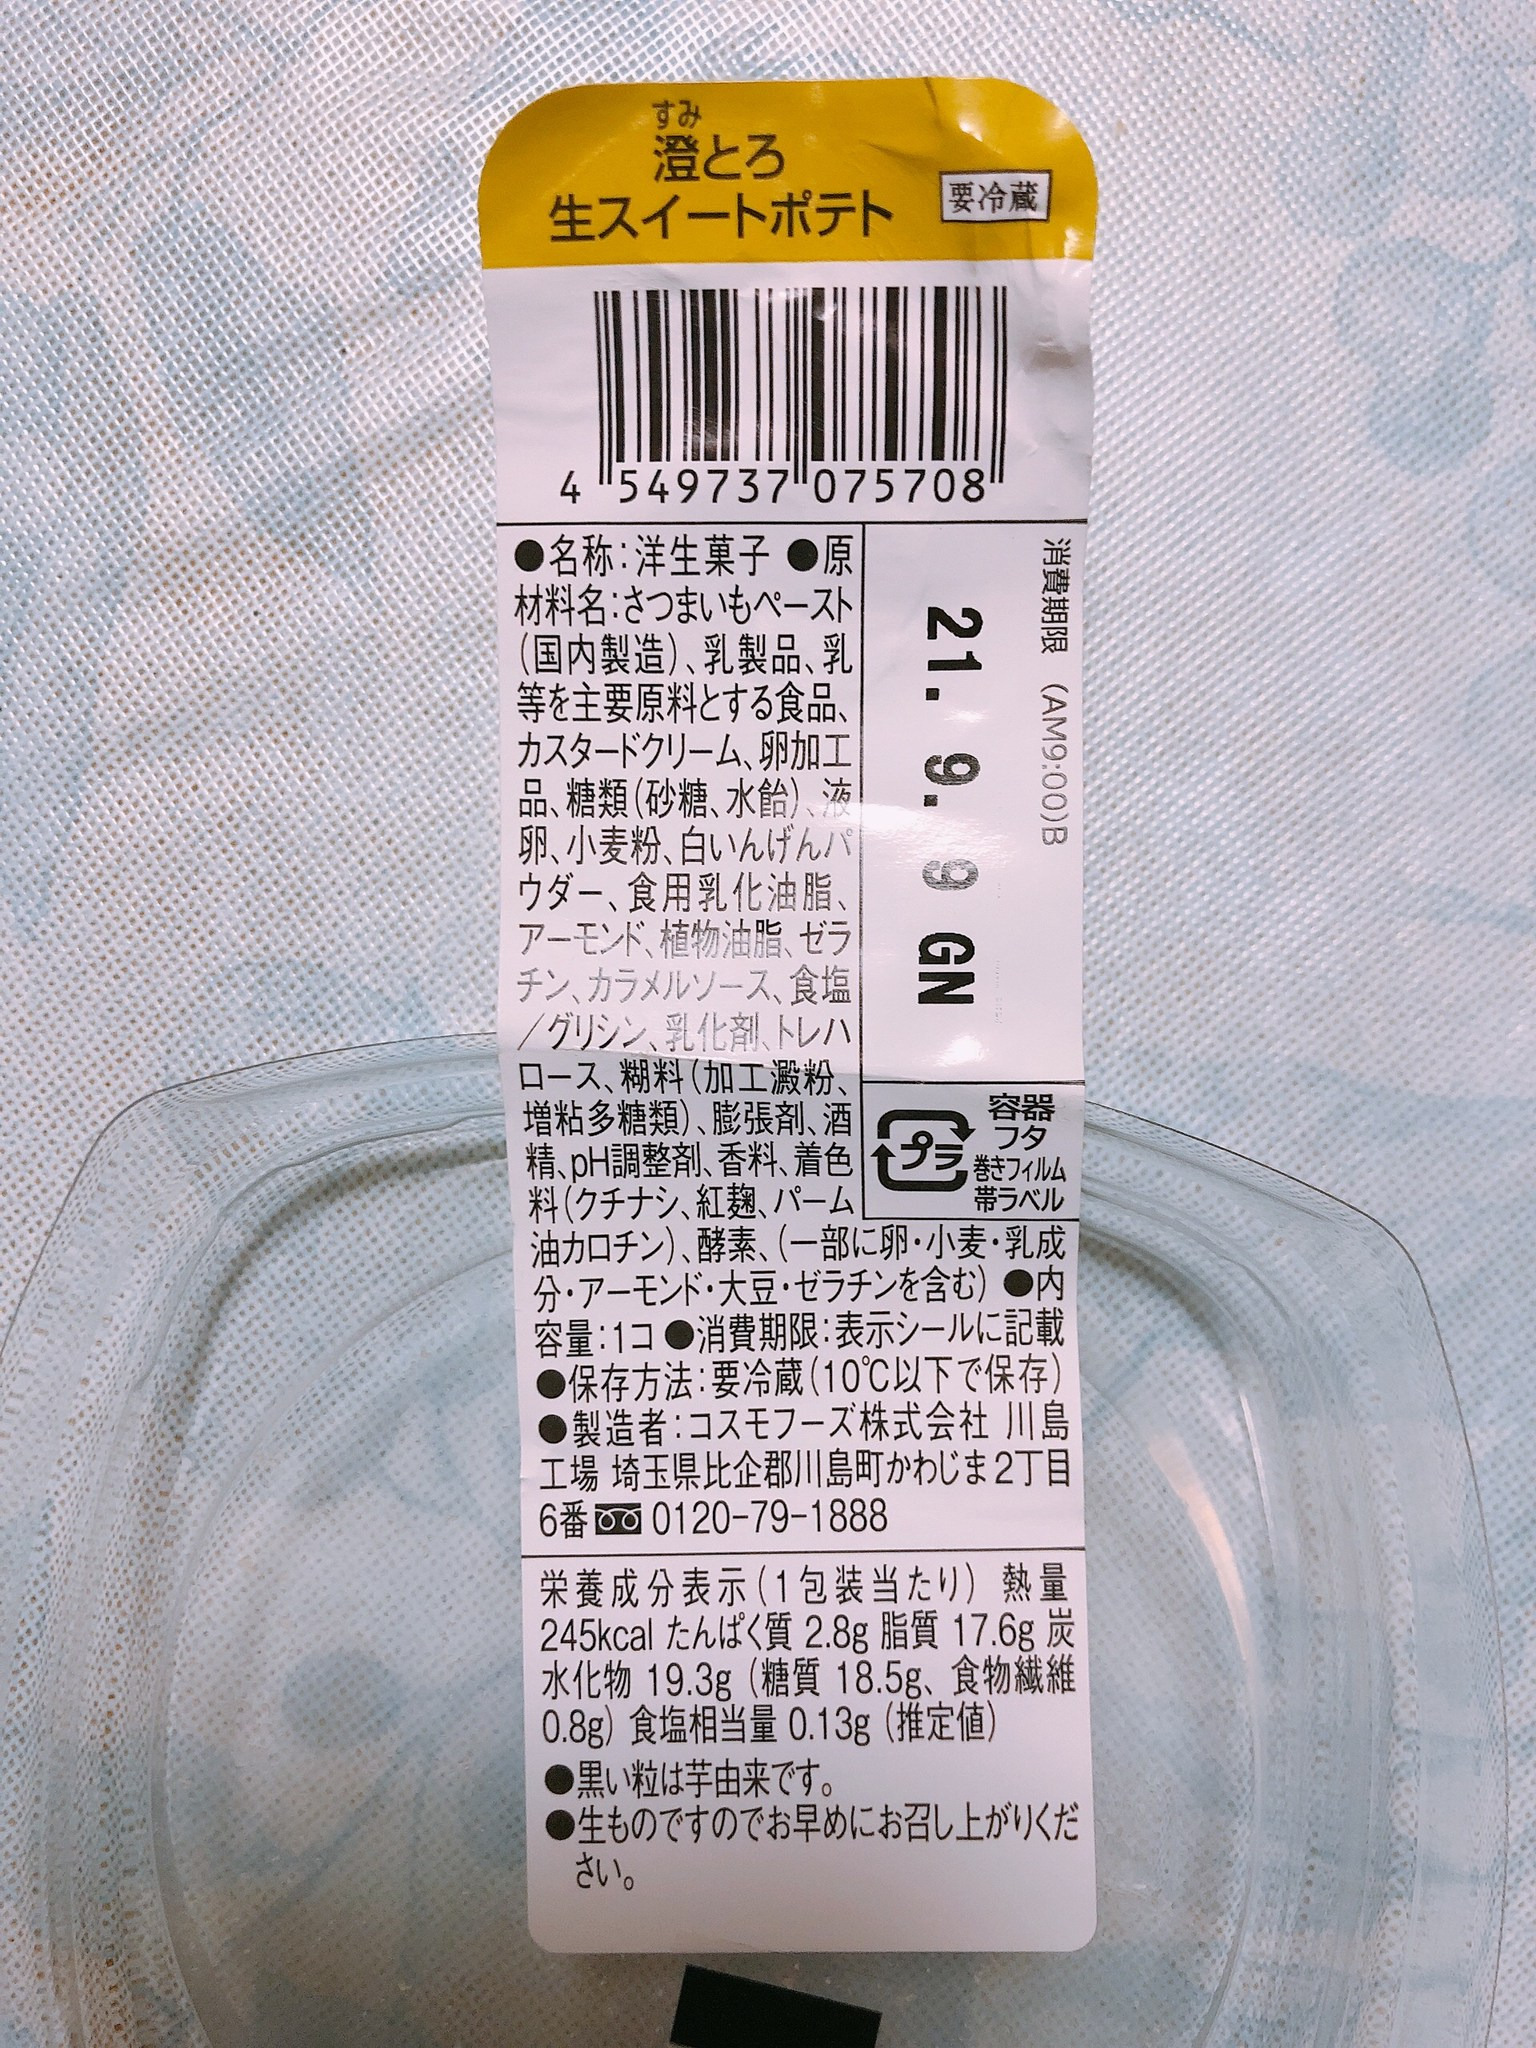 すみ
澄とろ
生スイートポテト
要冷蔵
4 549737 075708
●名称:洋生菓子 ●原
材料名:さつまいもペースト
(国内製造)、乳製品、乳
等を主要原料とする食品、
カスタードクリーム、卵加工
品、糖類(砂糖、水飴)、液
卵、小麦粉、白いんげんパ
ウダー、食用乳化油脂、
アーモンド、植物油脂、ゼラ
チン、カラメルソース、食塩
/グリシン、乳化剤、トレハ
ロース、糊料(加工澱粉、
増粘多糖類)、膨張剤、酒
精、pH調整剤、香料、着色
料(クチナシ、紅麹、パーム
油カロチン)、酵素、(一部に卵・小麦・乳成
分・アーモンド・大豆・ゼラチンを含む) ●内
容量:1コ ●消費期限:表示シールに記載
●保存方法:要冷蔵(10℃以下で保存)
●製造者:コスモフーズ株式会社 川島
工場 埼玉県比企郡川島町かわじま2丁目
6番 0120-79-1888
消費期限 (AM9:00)B
21. 9. 9 GN
プラ
容器
フタ
巻きフィルム
帯ラベル
栄養成分表示(1包装当たり) 熱量
245kcal たんぱく質 2.8g 脂質 17.6g 炭
水化物 19.3g (糖質 18.5g、食物繊維
0.8g) 食塩相当量 0.13g (推定値)
●黒い粒は芋由来です。
●生ものですのでお早めにお召し上がりくだ
さい。